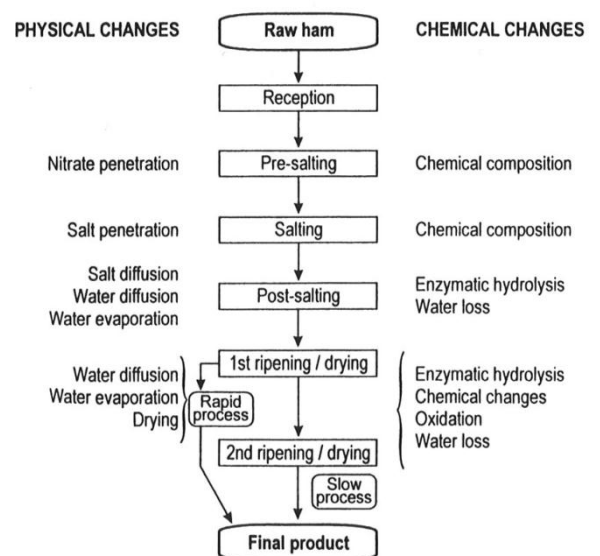 PHYSICAL CHANGES
Raw ham
CHEMICAL CHANGES
Reception
Nitrate penetration
Pre-salting
Chemical composition
Salt penetration
Salting
Chemical composition
Salt diffusion
Water diffusion
Water evaporation
Post-salting
Enzymatic hydrolysis
Water loss
1st ripening / drying
Water diffusion
Water evaporation
Drying
Rapid
process
Enzymatic hydrolysis
Chemical changes
Oxidation
Water loss
2nd ripening / drying
Slow
process
Final product